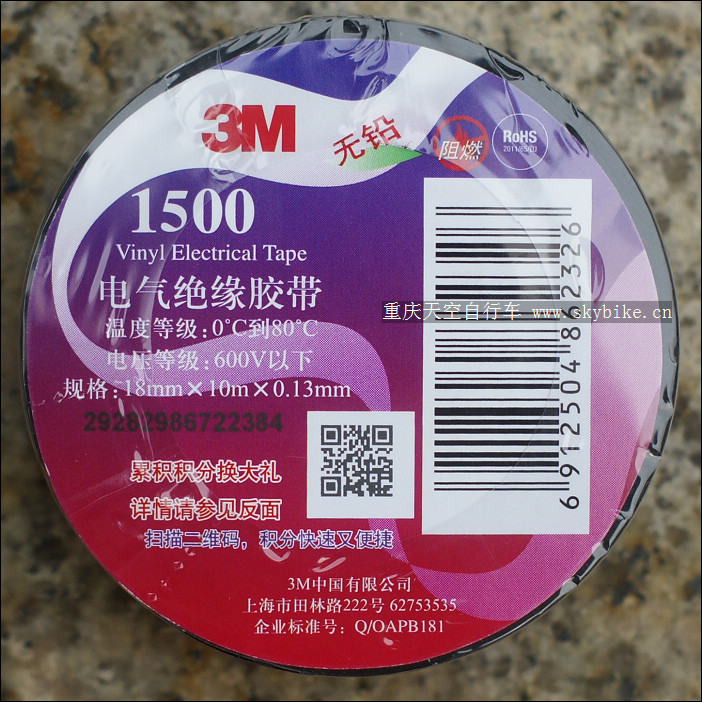 3M
无铅
阻燃
RoHS
2011/65/EU
1500
Vinyl Electrical Tape
电气绝缘胶带
温度等级:0°C到80°C
电压等级:600V以下
规格:18mm×10m×0.13mm
29282986722384
累积积分换大礼
详情请参见反面
扫描二维码，积分快速又便捷
3M中国有限公司
上海市田林路222号 62753535
企业标准号：Q/OAPB181
6 912504 872326
重庆天空自行车 www.skybike.cn